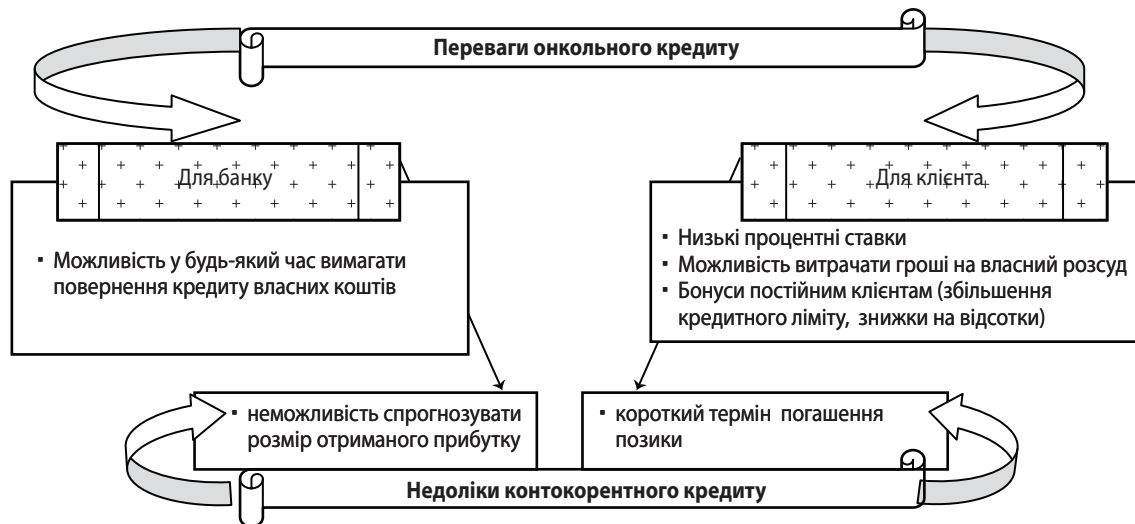 Переваги онкольного кредиту
Для банку
▪ Можливість у будь-який час вимагати
повернення кредиту власних коштів
Для клієнта
▪ Низькі процентні ставки
▪ Можливість витрачати гроші на власний розсуд
▪ Бонуси постійним клієнтам (збільшення
кредитного ліміту, знижки на відсотки)
▪ неможливість спрогнозувати
розмір отриманого прибутку
▪ короткий термін погашення
позики
Недоліки контокорентного кредиту